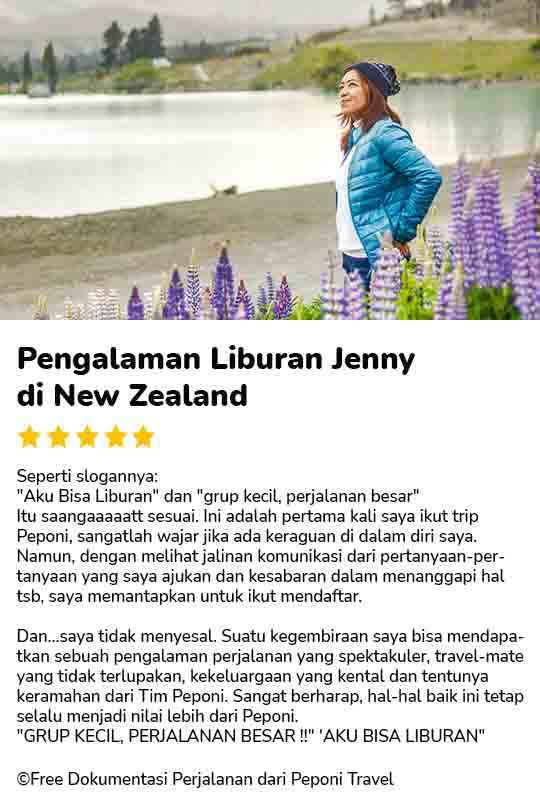 Pengalaman Liburan Jenny
di New Zealand
Seperti slogannya:
"Aku Bisa Liburan" dan "grup kecil, perjalanan besar"
Itu saangaaaaatt sesuai. Ini adalah pertama kali saya ikut trip
Peponi, sangatlah wajar jika ada keraguan di dalam diri saya.
Namun, dengan melihat jalinan komunikasi dari pertanyaan-per-
tanyaan yang saya ajukan dan kesabaran dalam menanggapi hal
tsb, saya memantapkan untuk ikut mendaftar.
Dan...saya tidak menyesal. Suatu kegembiraan saya bisa mendapa-
tkan sebuah pengalaman perjalanan yang spektakuler, travel-mate
yang tidak terlupakan, kekeluargaan yang kental dan tentunya
keramahan dari Tim Peponi. Sangat berharap, hal-hal baik ini tetap
selalu menjadi nilai lebih dari Peponi.
"GRUP KECIL, PERJALANAN BESAR !!" 'AKU BISA LIBURAN"
©Free Dokumentasi Perjalanan dari Peponi Travel